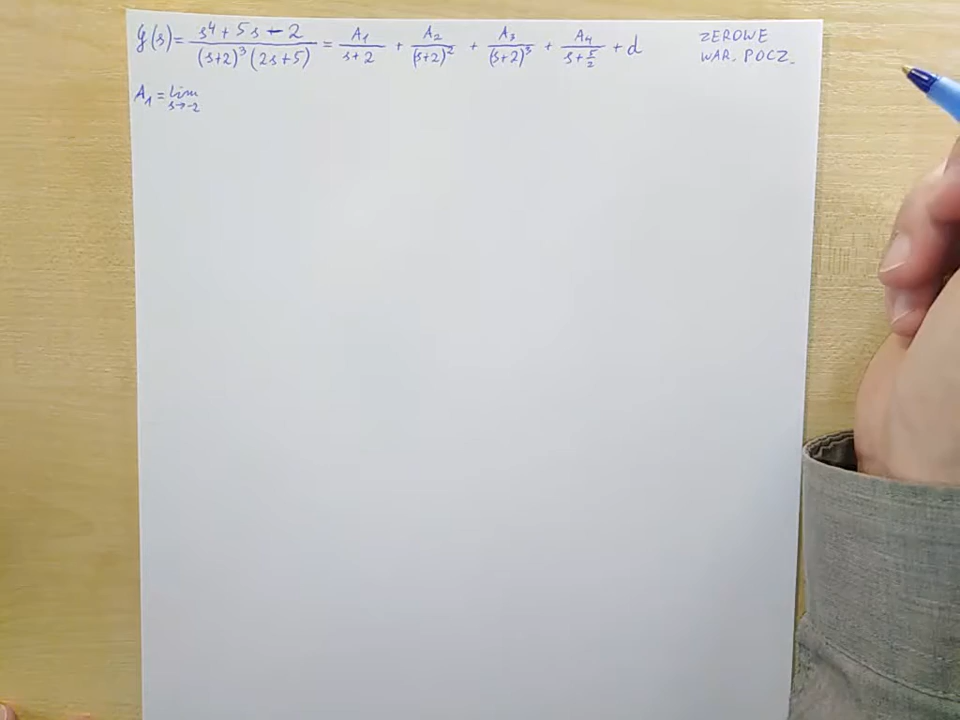 G(s) = (s⁴ + 5s - 2) / ((s+2)³ (2s+5)) = A₁ / (s+2) + A₂ / (s+2)² + A₃ / (s+2)³ + A₄ / (s + 5/2) + d
ZEROWE
WAR. POCZ.
A₁ = lim s→-2